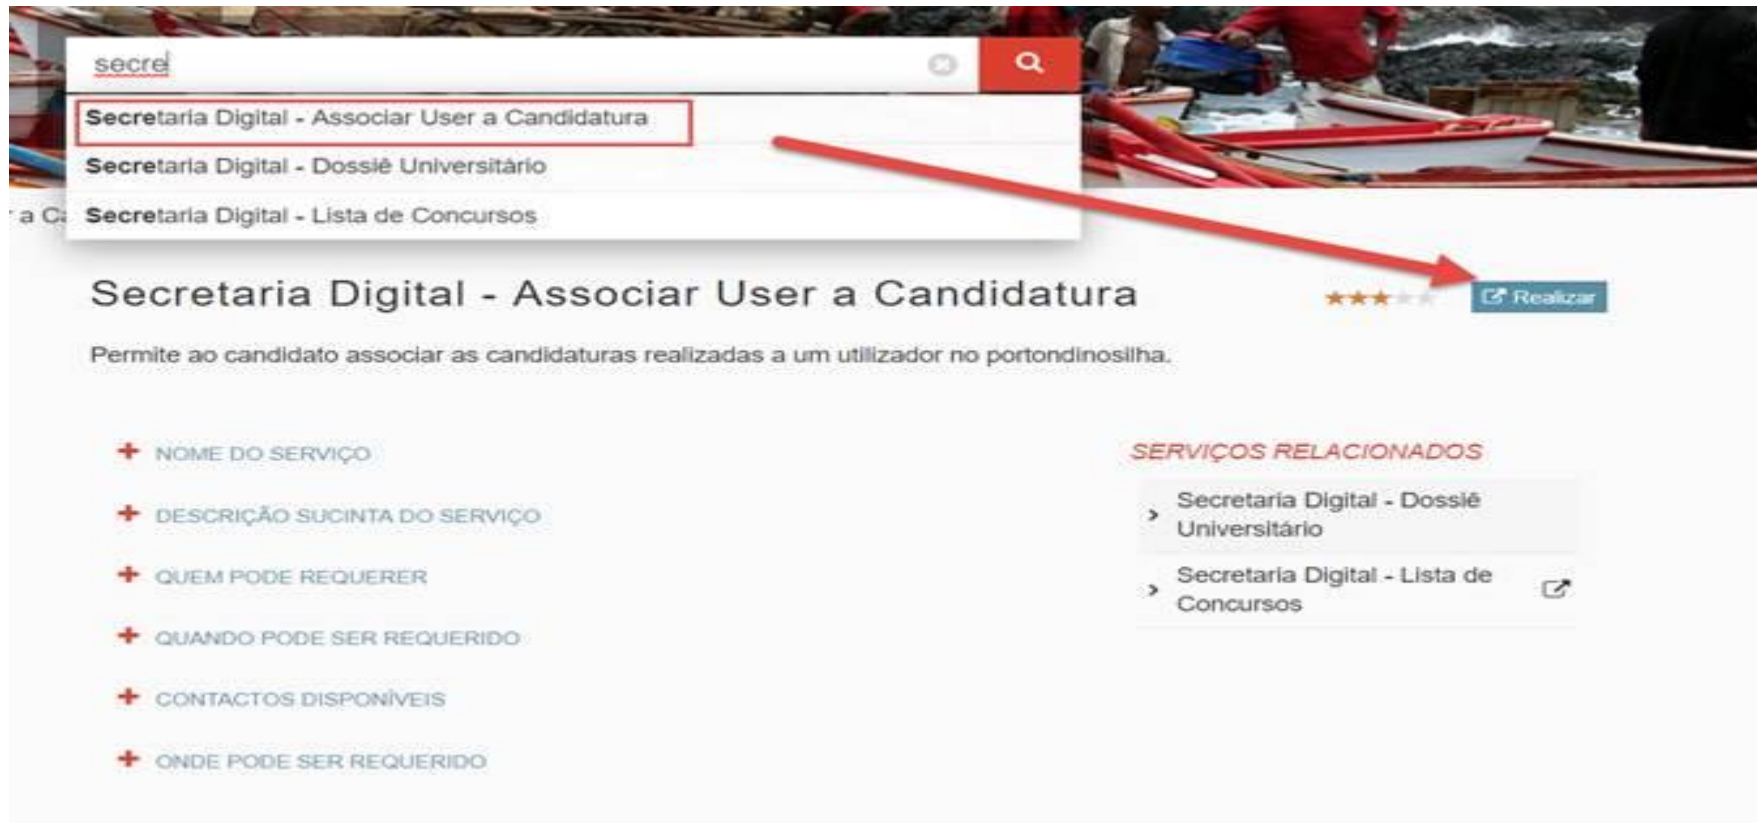 secre
Secretaria Digital - Associar User a Candidatura
Secretaria Digital - Dossiê Universitário
a Ca
Secretaria Digital - Lista de Concursos
Secretaria Digital - Associar User a Candidatura
Realizar
Permite ao candidato associar as candidaturas realizadas a um utilizador no portondinosilha.
NOME DO SERVIÇO
DESCRIÇÃO SUCINTA DO SERVIÇO
QUEM PODE REQUERER
QUANDO PODE SER REQUERIDO
CONTACTOS DISPONÍVEIS
ONDE PODE SER REQUERIDO
SERVIÇOS RELACIONADOS
Secretaria Digital - Dossiê
Universitário
Secretaria Digital - Lista de
Concursos